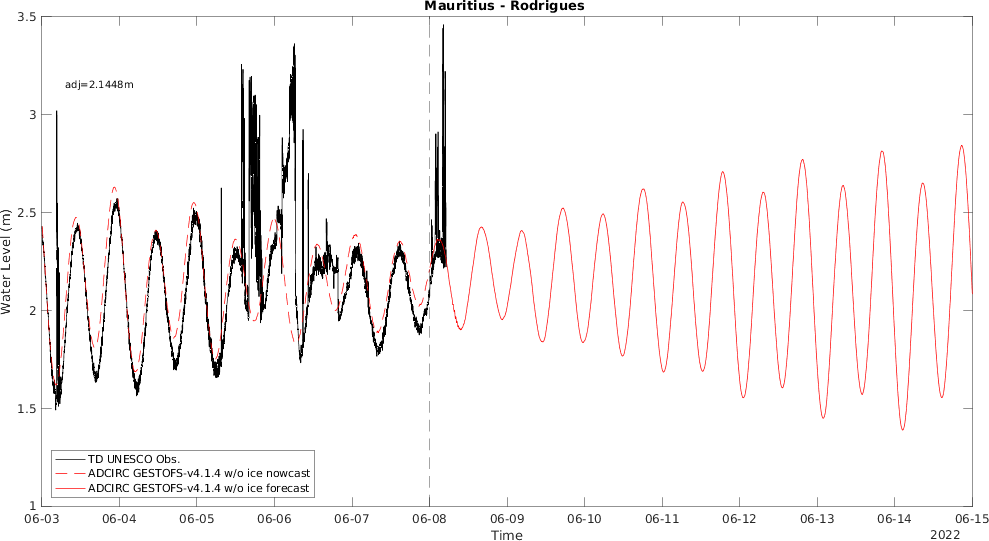 Mauritius - Rodrigues
3.5
3
2.5
2
1.5
1
Water Level (m)
adj=2.1448m
TD UNESCO Obs.
ADCIRC GESTOFS-v4.1.4 w/o ice nowcast
ADCIRC GESTOFS-v4.1.4 w/o ice forecast
06-03 06-04 06-05 06-06 06-07 06-08 06-09 06-10 06-11 06-12 06-13 06-14 06-15
Time
2022